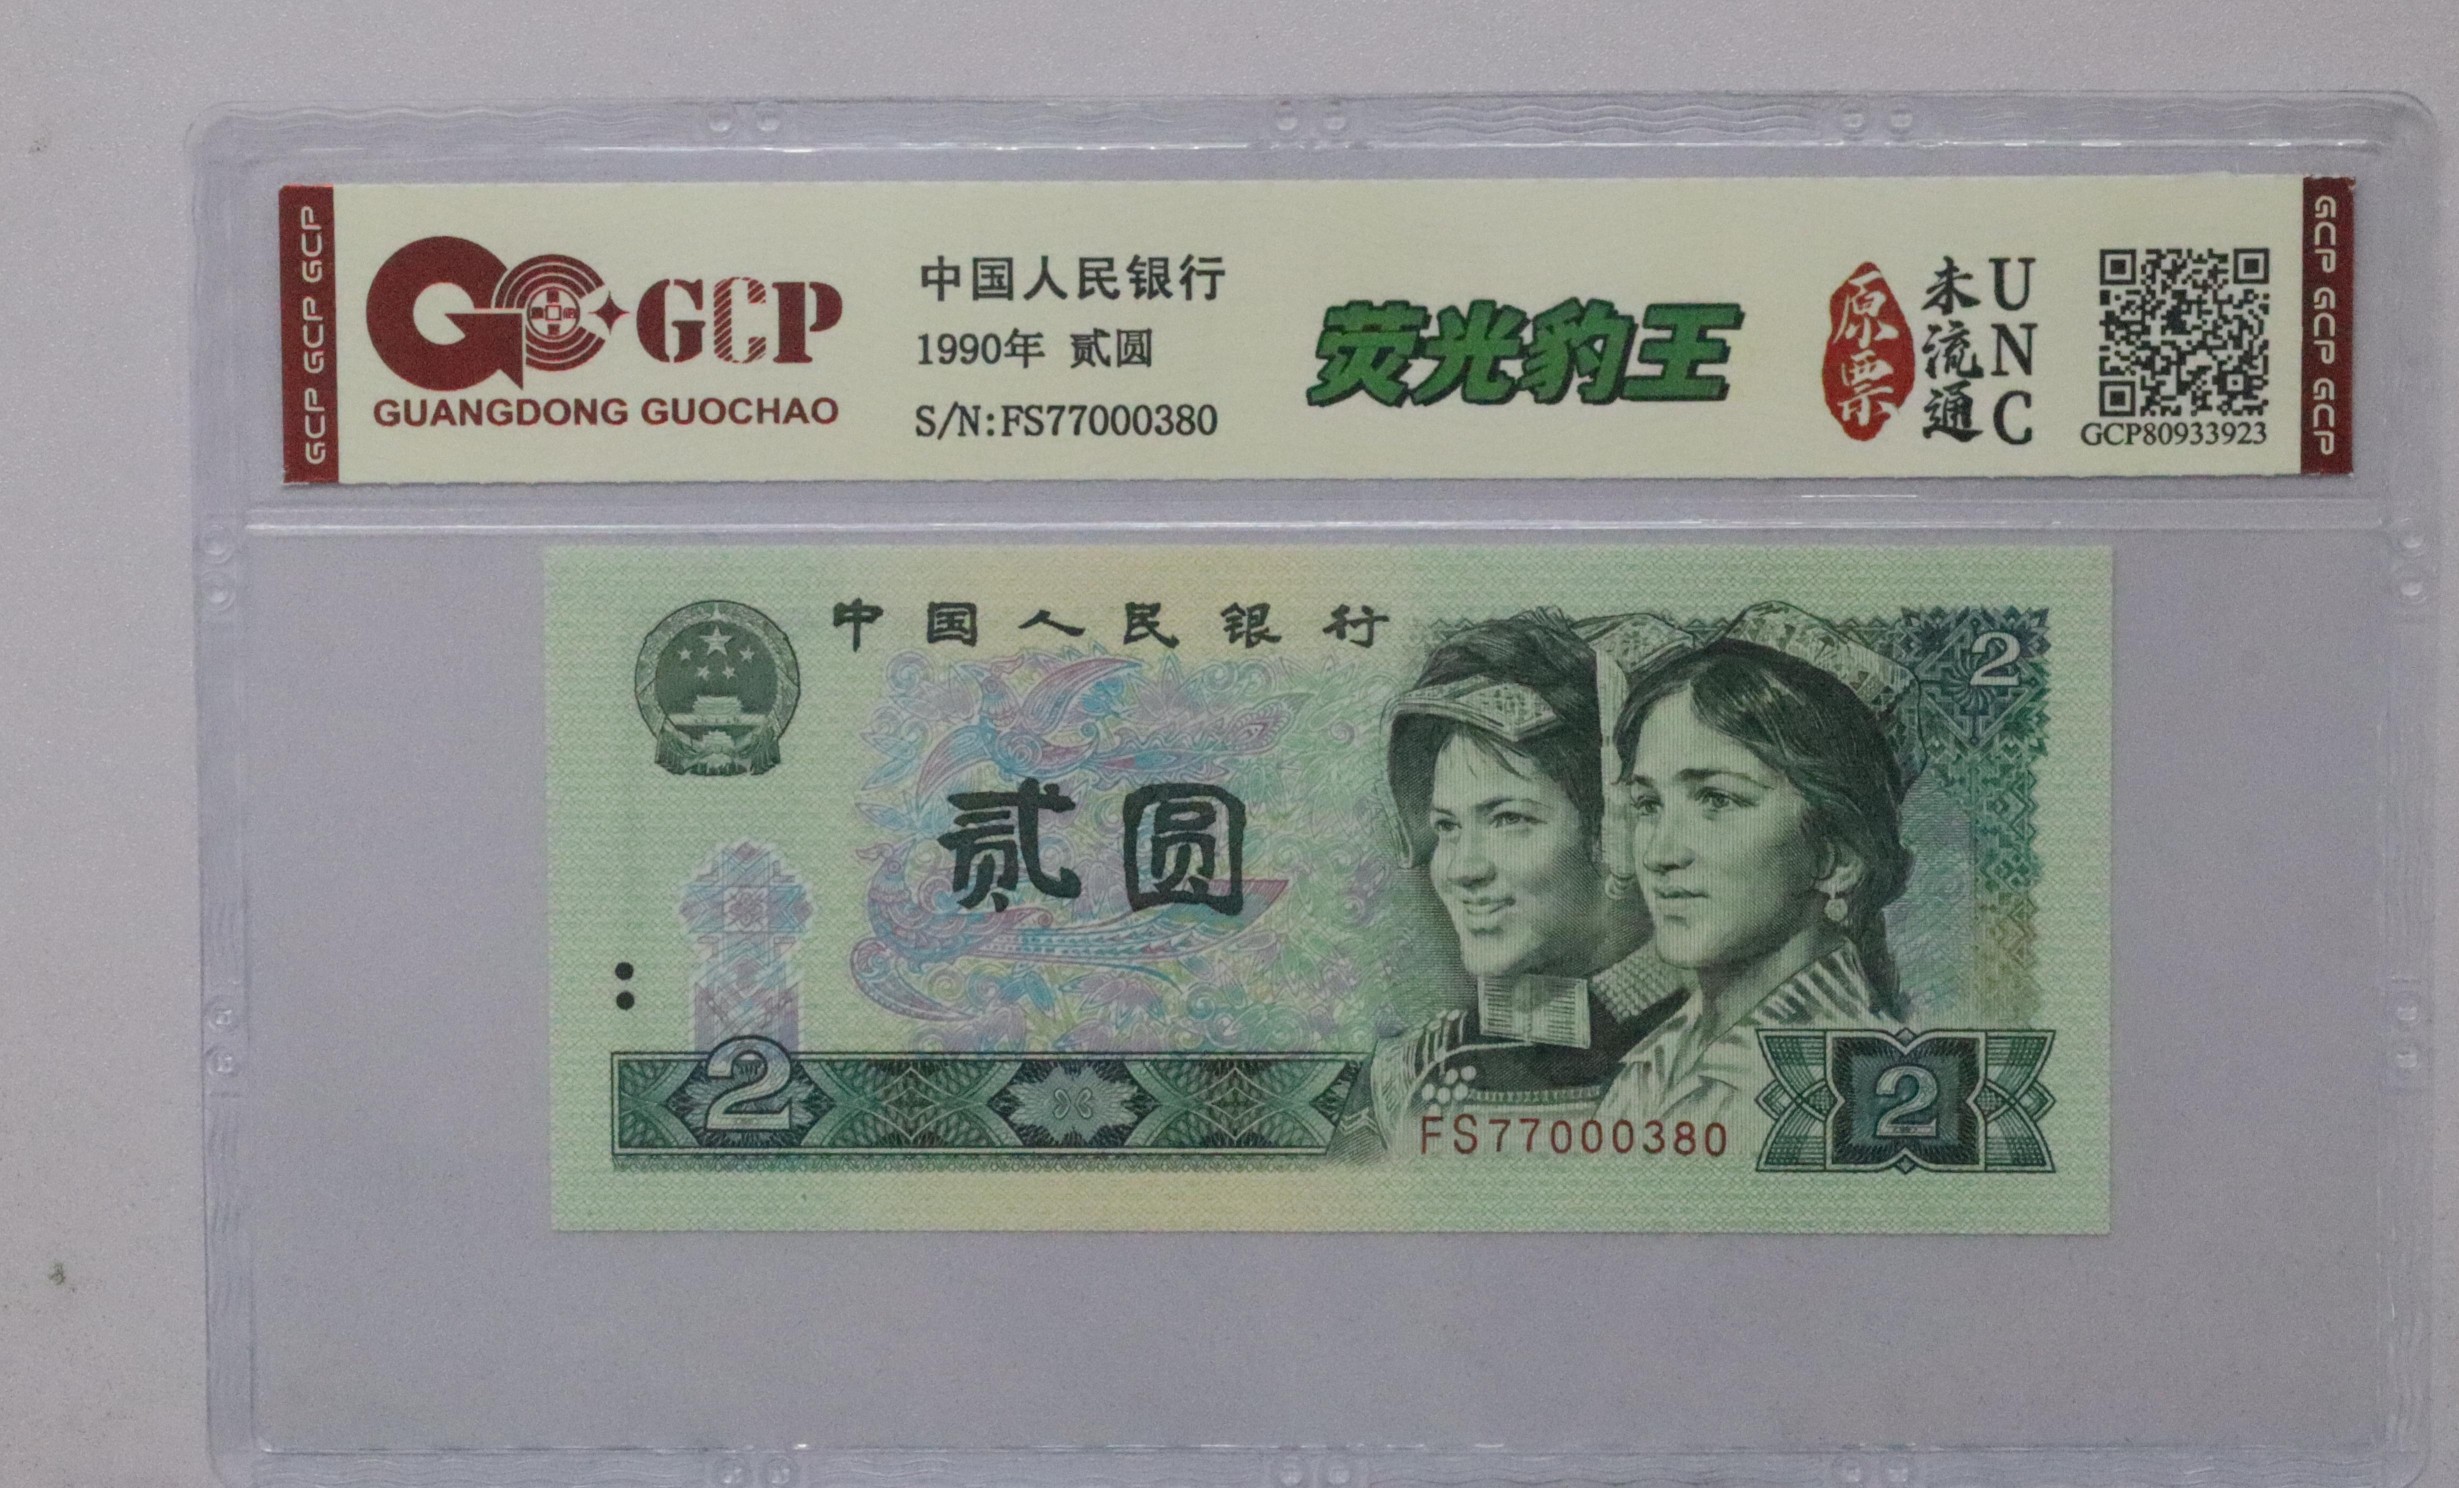 GCP GCP GCP
GCP
GUANGDONG GUOCHAO
中国人民银行
1990年 贰圆
S/N:FS77000380
荧光豹王
原票
未流通
UNC
GCP80933923
GCP GCP GCP
中国人民银行
2
贰圆
2
FS77000380
2